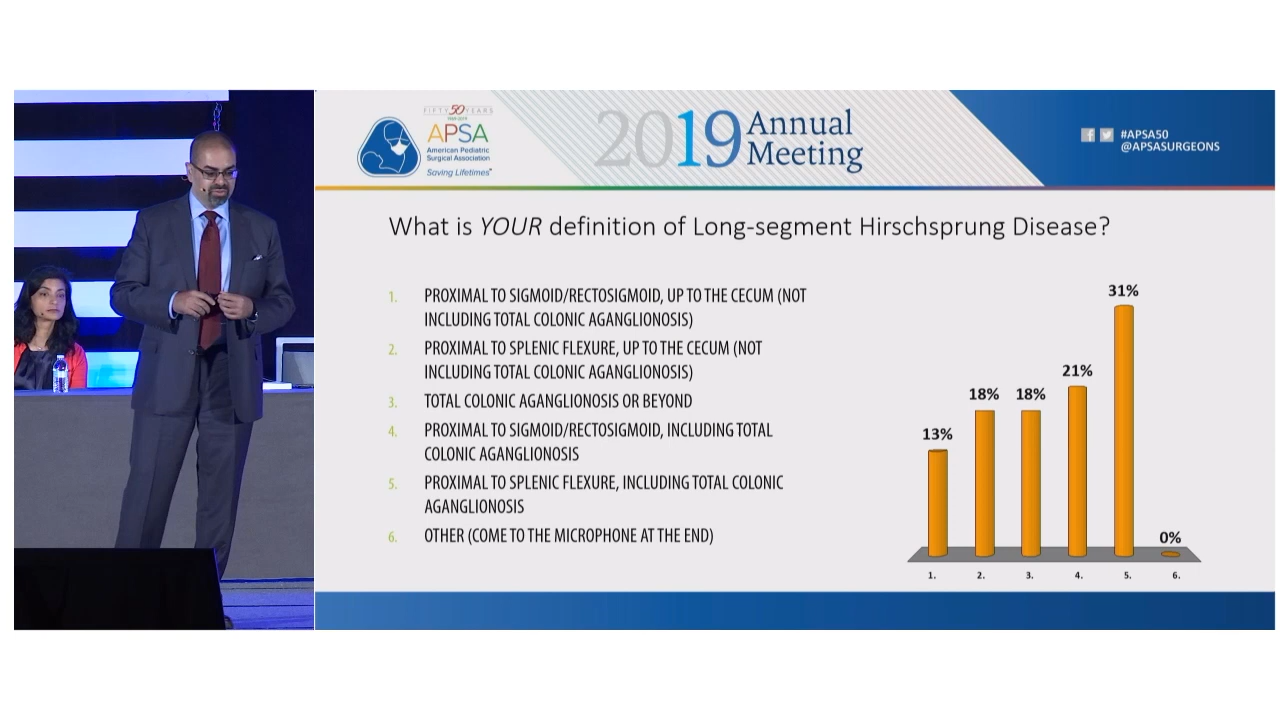 FIFTY 50 YEARS
APSA
American Pediatric
Surgical Association
Saving Lifetimes
2019 Annual
Meeting
#APSA50
@APSASURGEONS
What is YOUR definition of Long-segment Hirschsprung Disease?
1. PROXIMAL TO SIGMOID/RECTOSIGMOID, UP TO THE CECUM (NOT
INCLUDING TOTAL COLONIC AGANGLIONOSIS)
2. PROXIMAL TO SPLENIC FLEXURE, UP TO THE CECUM (NOT
INCLUDING TOTAL COLONIC AGANGLIONOSIS)
3. TOTAL COLONIC AGANGLIONOSIS OR BEYOND
4. PROXIMAL TO SIGMOID/RECTOSIGMOID, INCLUDING TOTAL
COLONIC AGANGLIONOSIS
5. PROXIMAL TO SPLENIC FLEXURE, INCLUDING TOTAL COLONIC
AGANGLIONOSIS
6. OTHER (COME TO THE MICROPHONE AT THE END)
13%
18%
18%
21%
31%
0%
1. 2. 3. 4. 5. 6.